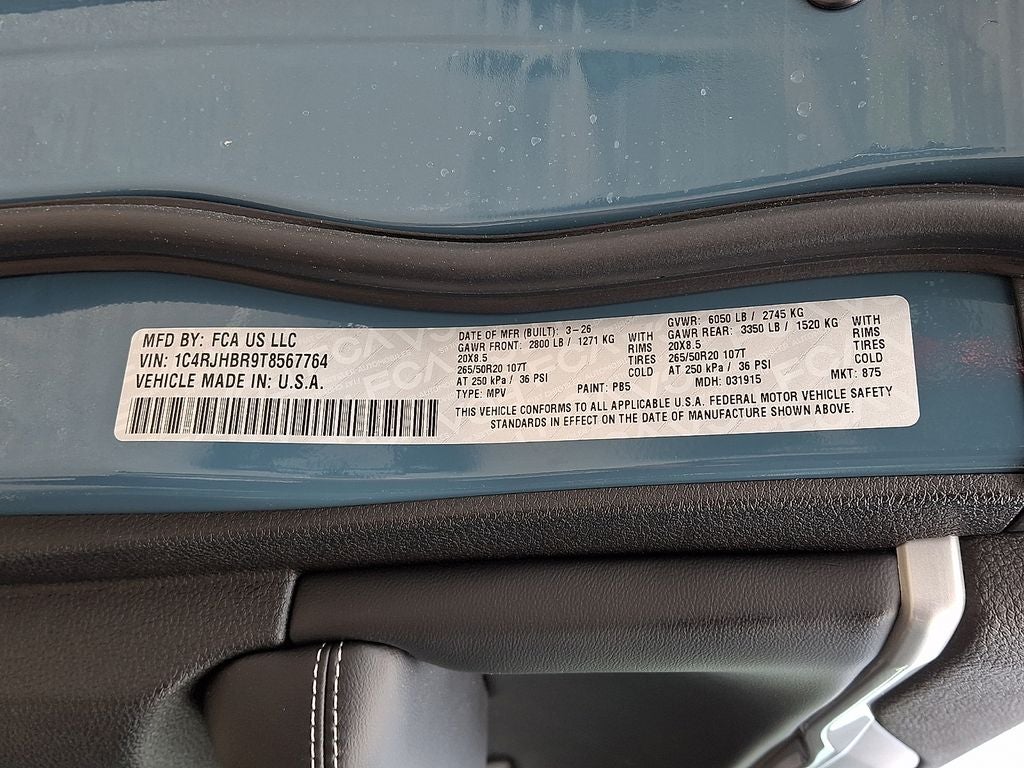 MFD BY: FCA US LLC
VIN: 1C4RJHBR9T8567764
VEHICLE MADE IN: U.S.A.
DATE OF MFR (BUILT): 3-26
GAWR FRONT: 2800 LB / 1271 KG WITH
20X8.5 RIMS
265/50R20 107T TIRES
AT 250 kPa / 36 PSI COLD
TYPE: MPV PAINT: PB5
GVWR: 6050 LB / 2745 KG
GAWR REAR: 3350 LB / 1520 KG WITH
20X8.5 RIMS
265/50R20 107T TIRES
AT 250 kPa / 36 PSI COLD
MDH: 031915 MKT: 875
THIS VEHICLE CONFORMS TO ALL APPLICABLE U.S.A. FEDERAL MOTOR VEHICLE SAFETY
STANDARDS IN EFFECT ON THE DATE OF MANUFACTURE SHOWN ABOVE.